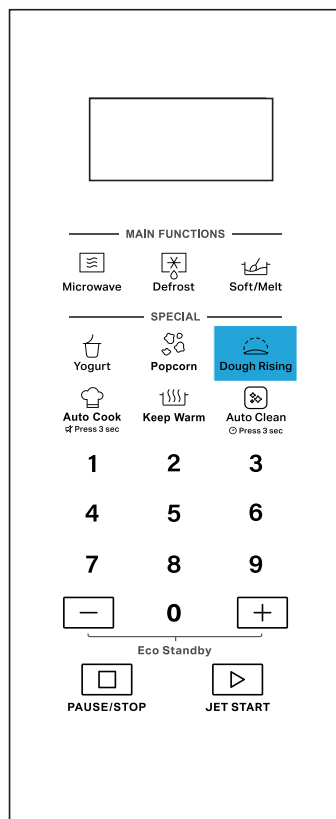 MAIN FUNCTIONS
Microwave Defrost Soft/Melt
SPECIAL
Yogurt Popcorn Dough Rising
Auto Cook Keep Warm Auto Clean
Press 3 sec Press 3 sec
1 2 3
4 5 6
7 8 9
− 0 +
Eco Standby
PAUSE/STOP JET START